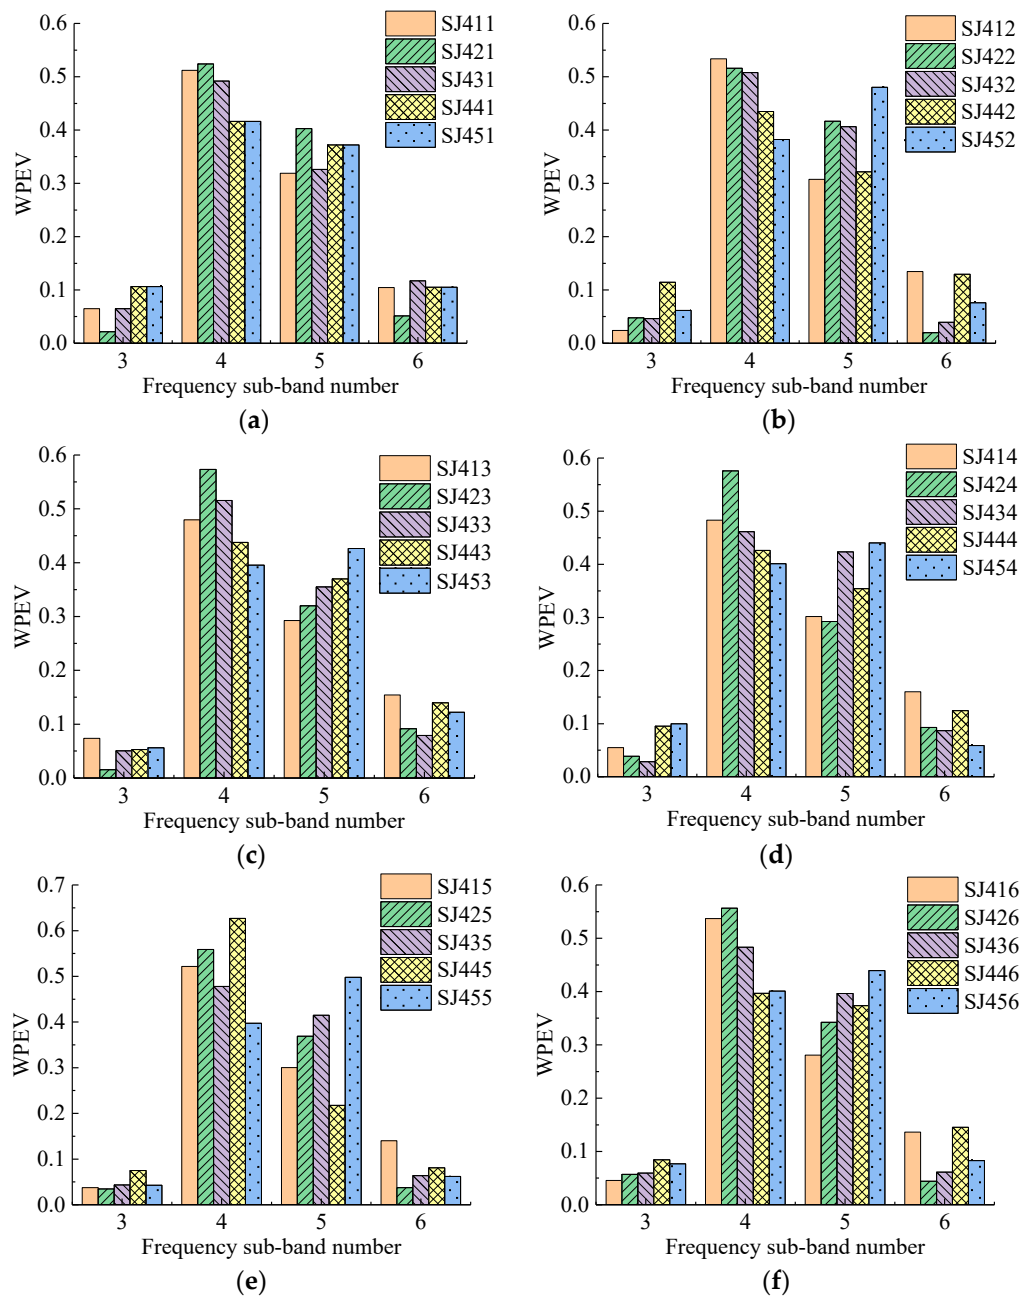 0.6
0.5
0.4
0.3
0.2
0.1
0.0
WPEV
SJ411
SJ421
SJ431
SJ441
SJ451
3 4 5 6
Frequency sub-band number
(a)
0.6
0.5
0.4
0.3
0.2
0.1
0.0
WPEV
SJ412
SJ422
SJ432
SJ442
SJ452
3 4 5 6
Frequency sub-band number
(b)
0.6
0.5
0.4
0.3
0.2
0.1
0.0
WPEV
SJ413
SJ423
SJ433
SJ443
SJ453
3 4 5 6
Frequency sub-band number
(c)
0.6
0.5
0.4
0.3
0.2
0.1
0.0
WPEV
SJ414
SJ424
SJ434
SJ444
SJ454
3 4 5 6
Frequency sub-band number
(d)
0.7
0.6
0.5
0.4
0.3
0.2
0.1
0.0
WPEV
SJ415
SJ425
SJ435
SJ445
SJ455
3 4 5 6
Frequency sub-band number
(e)
0.6
0.5
0.4
0.3
0.2
0.1
0.0
WPEV
SJ416
SJ426
SJ436
SJ446
SJ456
3 4 5 6
Frequency sub-band number
(f)